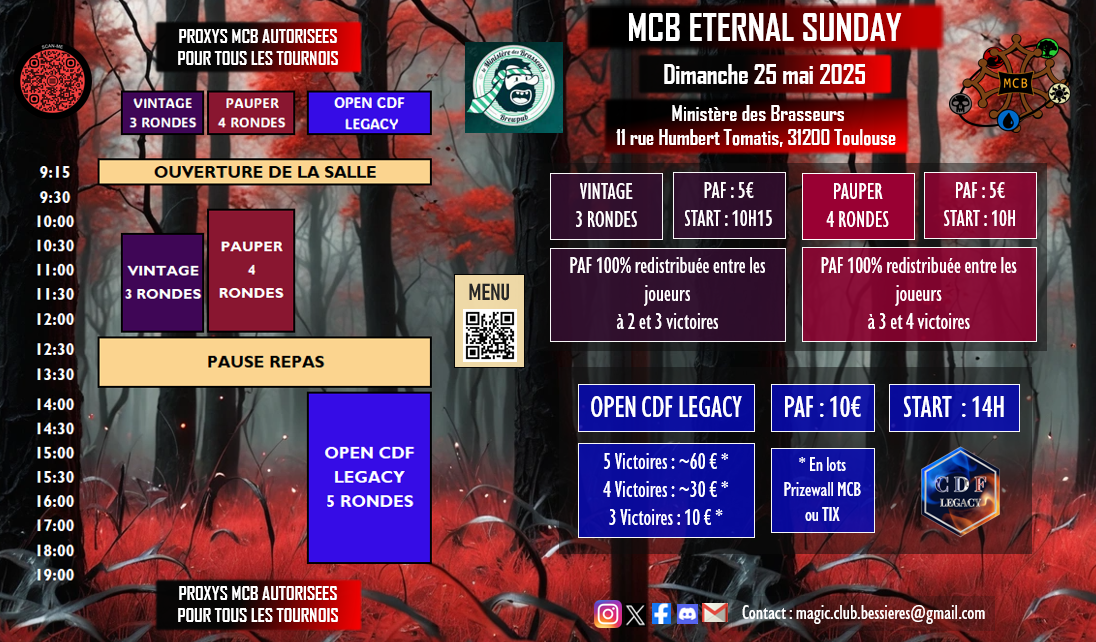 SCAN-ME
PROXYS MCB AUTORISEES
POUR TOUS LES TOURNOIS
VINTAGE
3 RONDES
PAUPER
4 RONDES
OPEN CDF
LEGACY
9:15
OUVERTURE DE LA SALLE
9:30
10:00
10:30
11:00
11:30
12:00
VINTAGE
3 RONDES
PAUPER
4
RONDES
12:30
13:30
PAUSE REPAS
14:00
14:30
15:00
15:30
16:00
17:00
18:00
19:00
OPEN CDF
LEGACY
5 RONDES
PROXYS MCB AUTORISEES
POUR TOUS LES TOURNOIS
le Ministère des Brasseurs
Brewpub
MENU
MCB ETERNAL SUNDAY
Dimanche 25 mai 2025
Ministère des Brasseurs
11 rue Humbert Tomatis, 31200 Toulouse
MCB
VINTAGE
3 RONDES
PAF : 5€
START : 10H15
PAF 100% redistribuée entre les
joueurs
à 2 et 3 victoires
PAUPER
4 RONDES
PAF : 5€
START : 10H
PAF 100% redistribuée entre les
joueurs
à 3 et 4 victoires
OPEN CDF LEGACY
PAF : 10€
START : 14H
5 Victoires : ~60 € *
4 Victoires : ~30 € *
3 Victoires : 10 € *
* En lots
Prizewall MCB
ou TIX
CDF
LEGACY
Contact : magic.club.bessieres@gmail.com